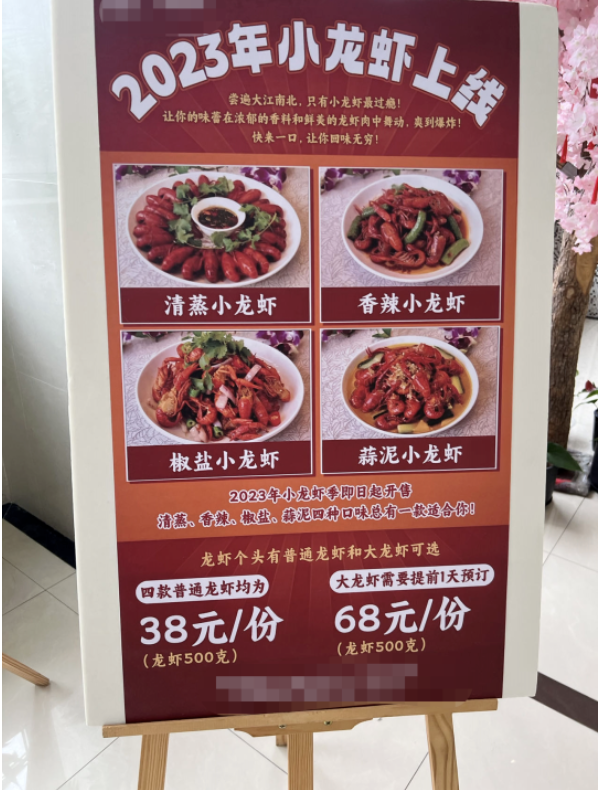 2023年小龙虾上线
尝遍大江南北，只有小龙虾最过瘾！
让你的味蕾在浓郁的香料和鲜美的龙虾肉中舞动，爽到爆炸！
快来一口，让你回味无穷！
清蒸小龙虾
香辣小龙虾
椒盐小龙虾
蒜泥小龙虾
2023年小龙虾季即日起开售
清蒸、香辣、椒盐、蒜泥四种口味总有一款适合你！
龙虾个头有普通龙虾和大龙虾可选
四款普通龙虾均为
38元/份
（龙虾500克）
大龙虾需要提前1天预订
68元/份
（龙虾500克）